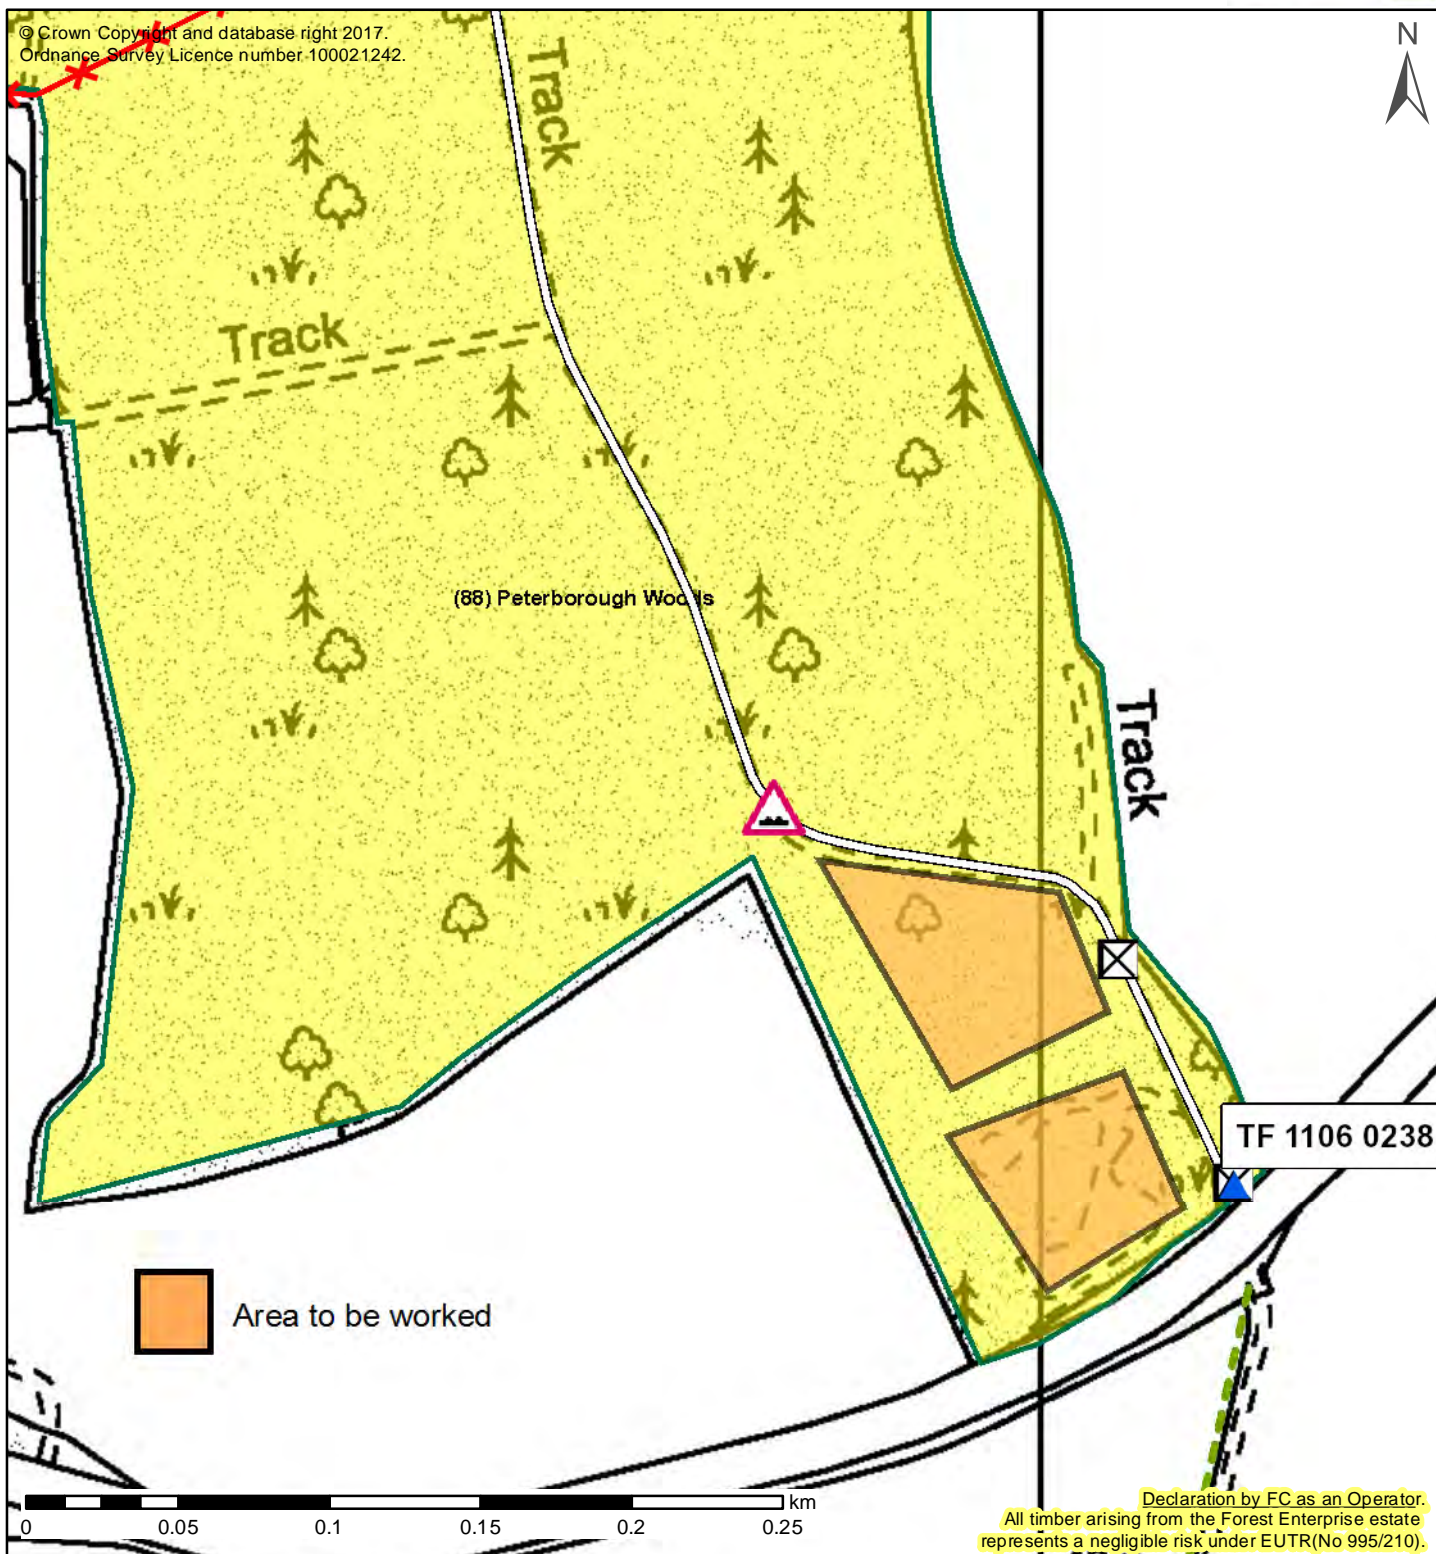 © Crown Copyright and database right 2017.
Ordnance Survey Licence number 100021242.
N
Track
Track
(88) Peterborough Woods
Track
TF 1106 0238
Area to be worked
km
0 0.05 0.1 0.15 0.2 0.25
Declaration by FC as an Operator.
All timber arising from the Forest Enterprise estate
represents a negligible risk under EUTR(No 995/210).